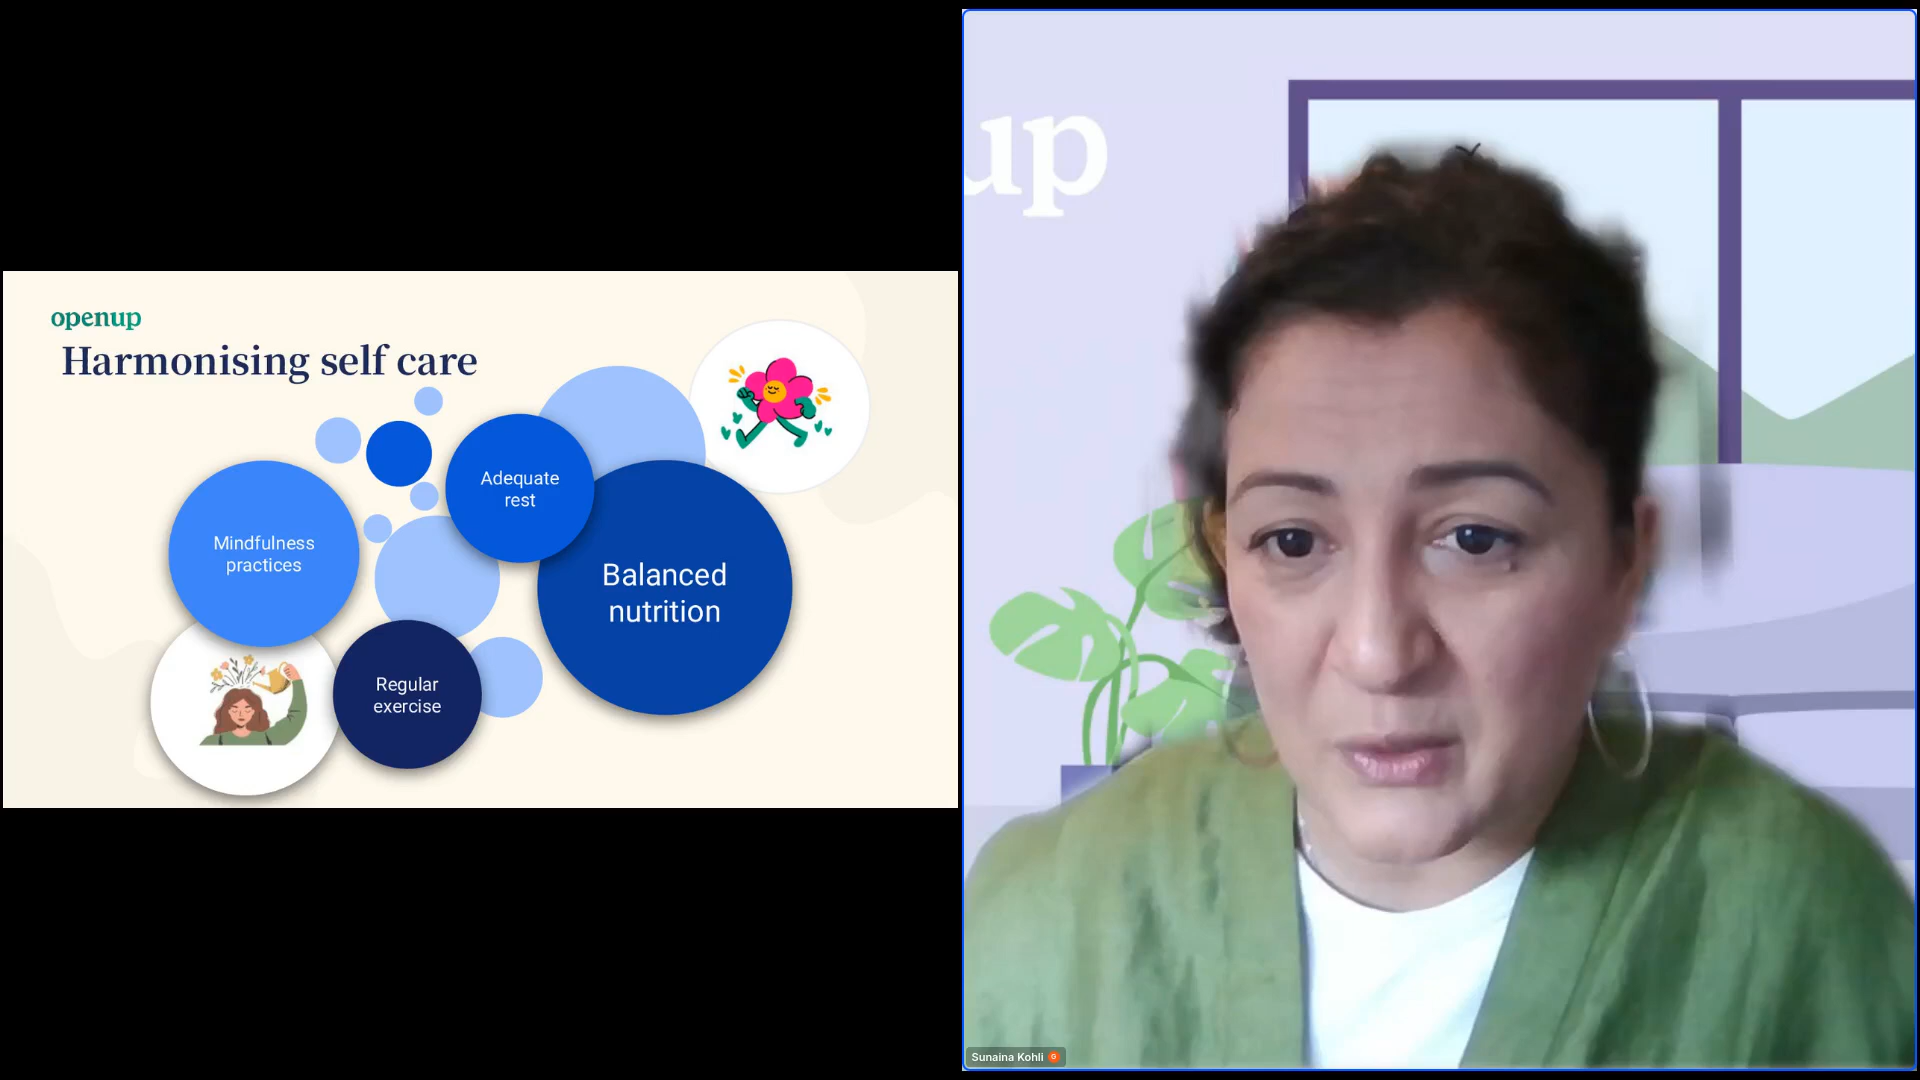 openup
Harmonising self care
Adequate
rest
Mindfulness
practices
Balanced
nutrition
Regular
exercise
up
Sunaina Kohli